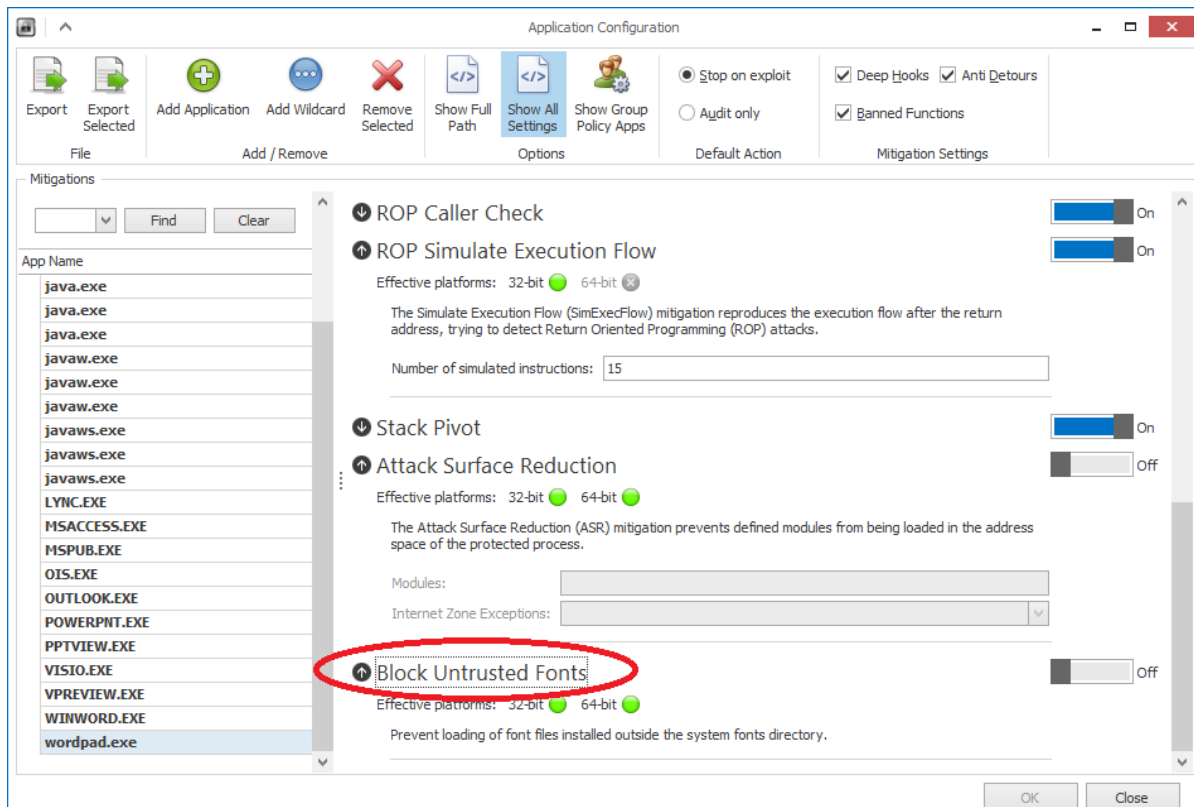 Application Configuration
Export
Export Selected
Add Application
Add Wildcard
Remove Selected
Show Full Path
Show All Settings
Show Group Policy Apps
Stop on exploit
Audit only
Deep Hooks
Anti Detours
Banned Functions
File
Add / Remove
Options
Default Action
Mitigation Settings
Mitigations
Find
Clear
App Name
java.exe
java.exe
java.exe
javaw.exe
javaw.exe
javaw.exe
javaws.exe
javaws.exe
javaws.exe
LYNC.EXE
MSACCESS.EXE
MSPUB.EXE
OIS.EXE
OUTLOOK.EXE
POWERPNT.EXE
PPTVIEW.EXE
VISIO.EXE
VPREVIEW.EXE
WINWORD.EXE
wordpad.exe
ROP Caller Check
On
ROP Simulate Execution Flow
On
Effective platforms: 32-bit 64-bit
The Simulate Execution Flow (SimExecFlow) mitigation reproduces the execution flow after the return
address, trying to detect Return Oriented Programming (ROP) attacks.
Number of simulated instructions: 15
Stack Pivot
On
Attack Surface Reduction
Off
Effective platforms: 32-bit 64-bit
The Attack Surface Reduction (ASR) mitigation prevents defined modules from being loaded in the address
space of the protected process.
Modules:
Internet Zone Exceptions:
Block Untrusted Fonts
Off
Effective platforms: 32-bit 64-bit
Prevent loading of font files installed outside the system fonts directory.
OK
Close